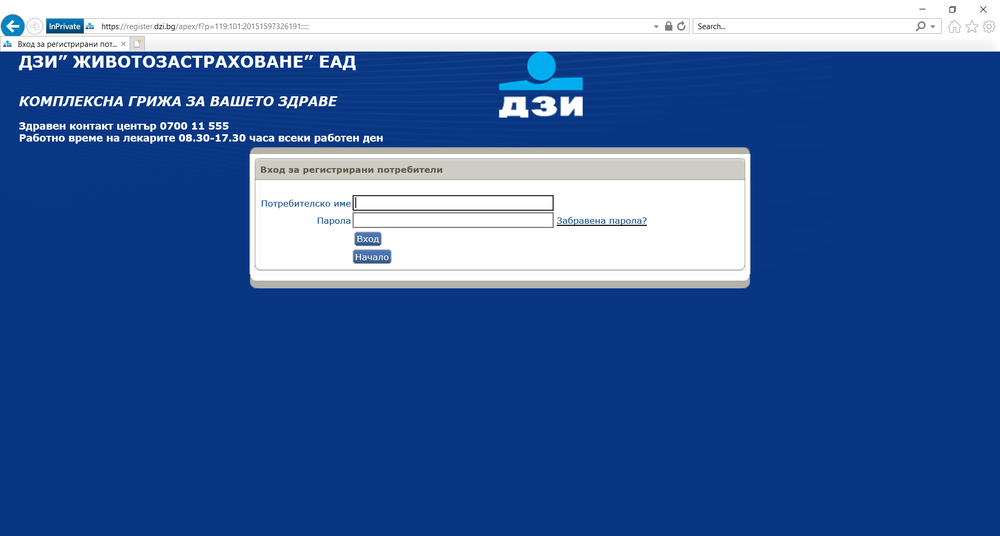 InPrivate
https://register.dzi.bg/apex/f?p=119:101:20151597326191:::::
Search...
Вход за регистрирани пот...
ДЗИ” ЖИВОТОЗАСТРАХОВАНЕ” ЕАД
ДЗИ
КОМПЛЕКСНА ГРИЖА ЗА ВАШЕТО ЗДРАВЕ
Здравен контакт център 0700 11 555
Работно време на лекарите 08.30-17.30 часа всеки работен ден
Вход за регистрирани потребители
Потребителско име
Парола Забравена парола?
Вход
Начало